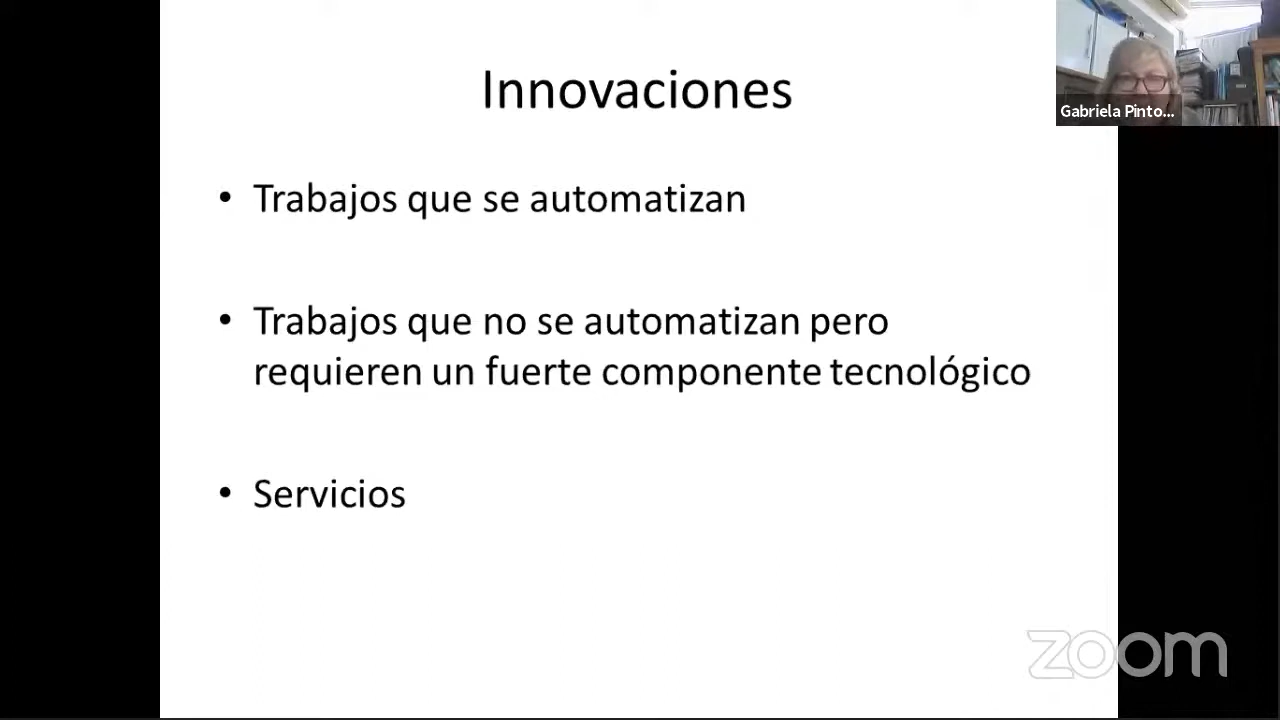 Innovaciones
Gabriela Pinto...
• Trabajos que se automatizan
• Trabajos que no se automatizan pero
requieren un fuerte componente tecnológico
• Servicios
zoom